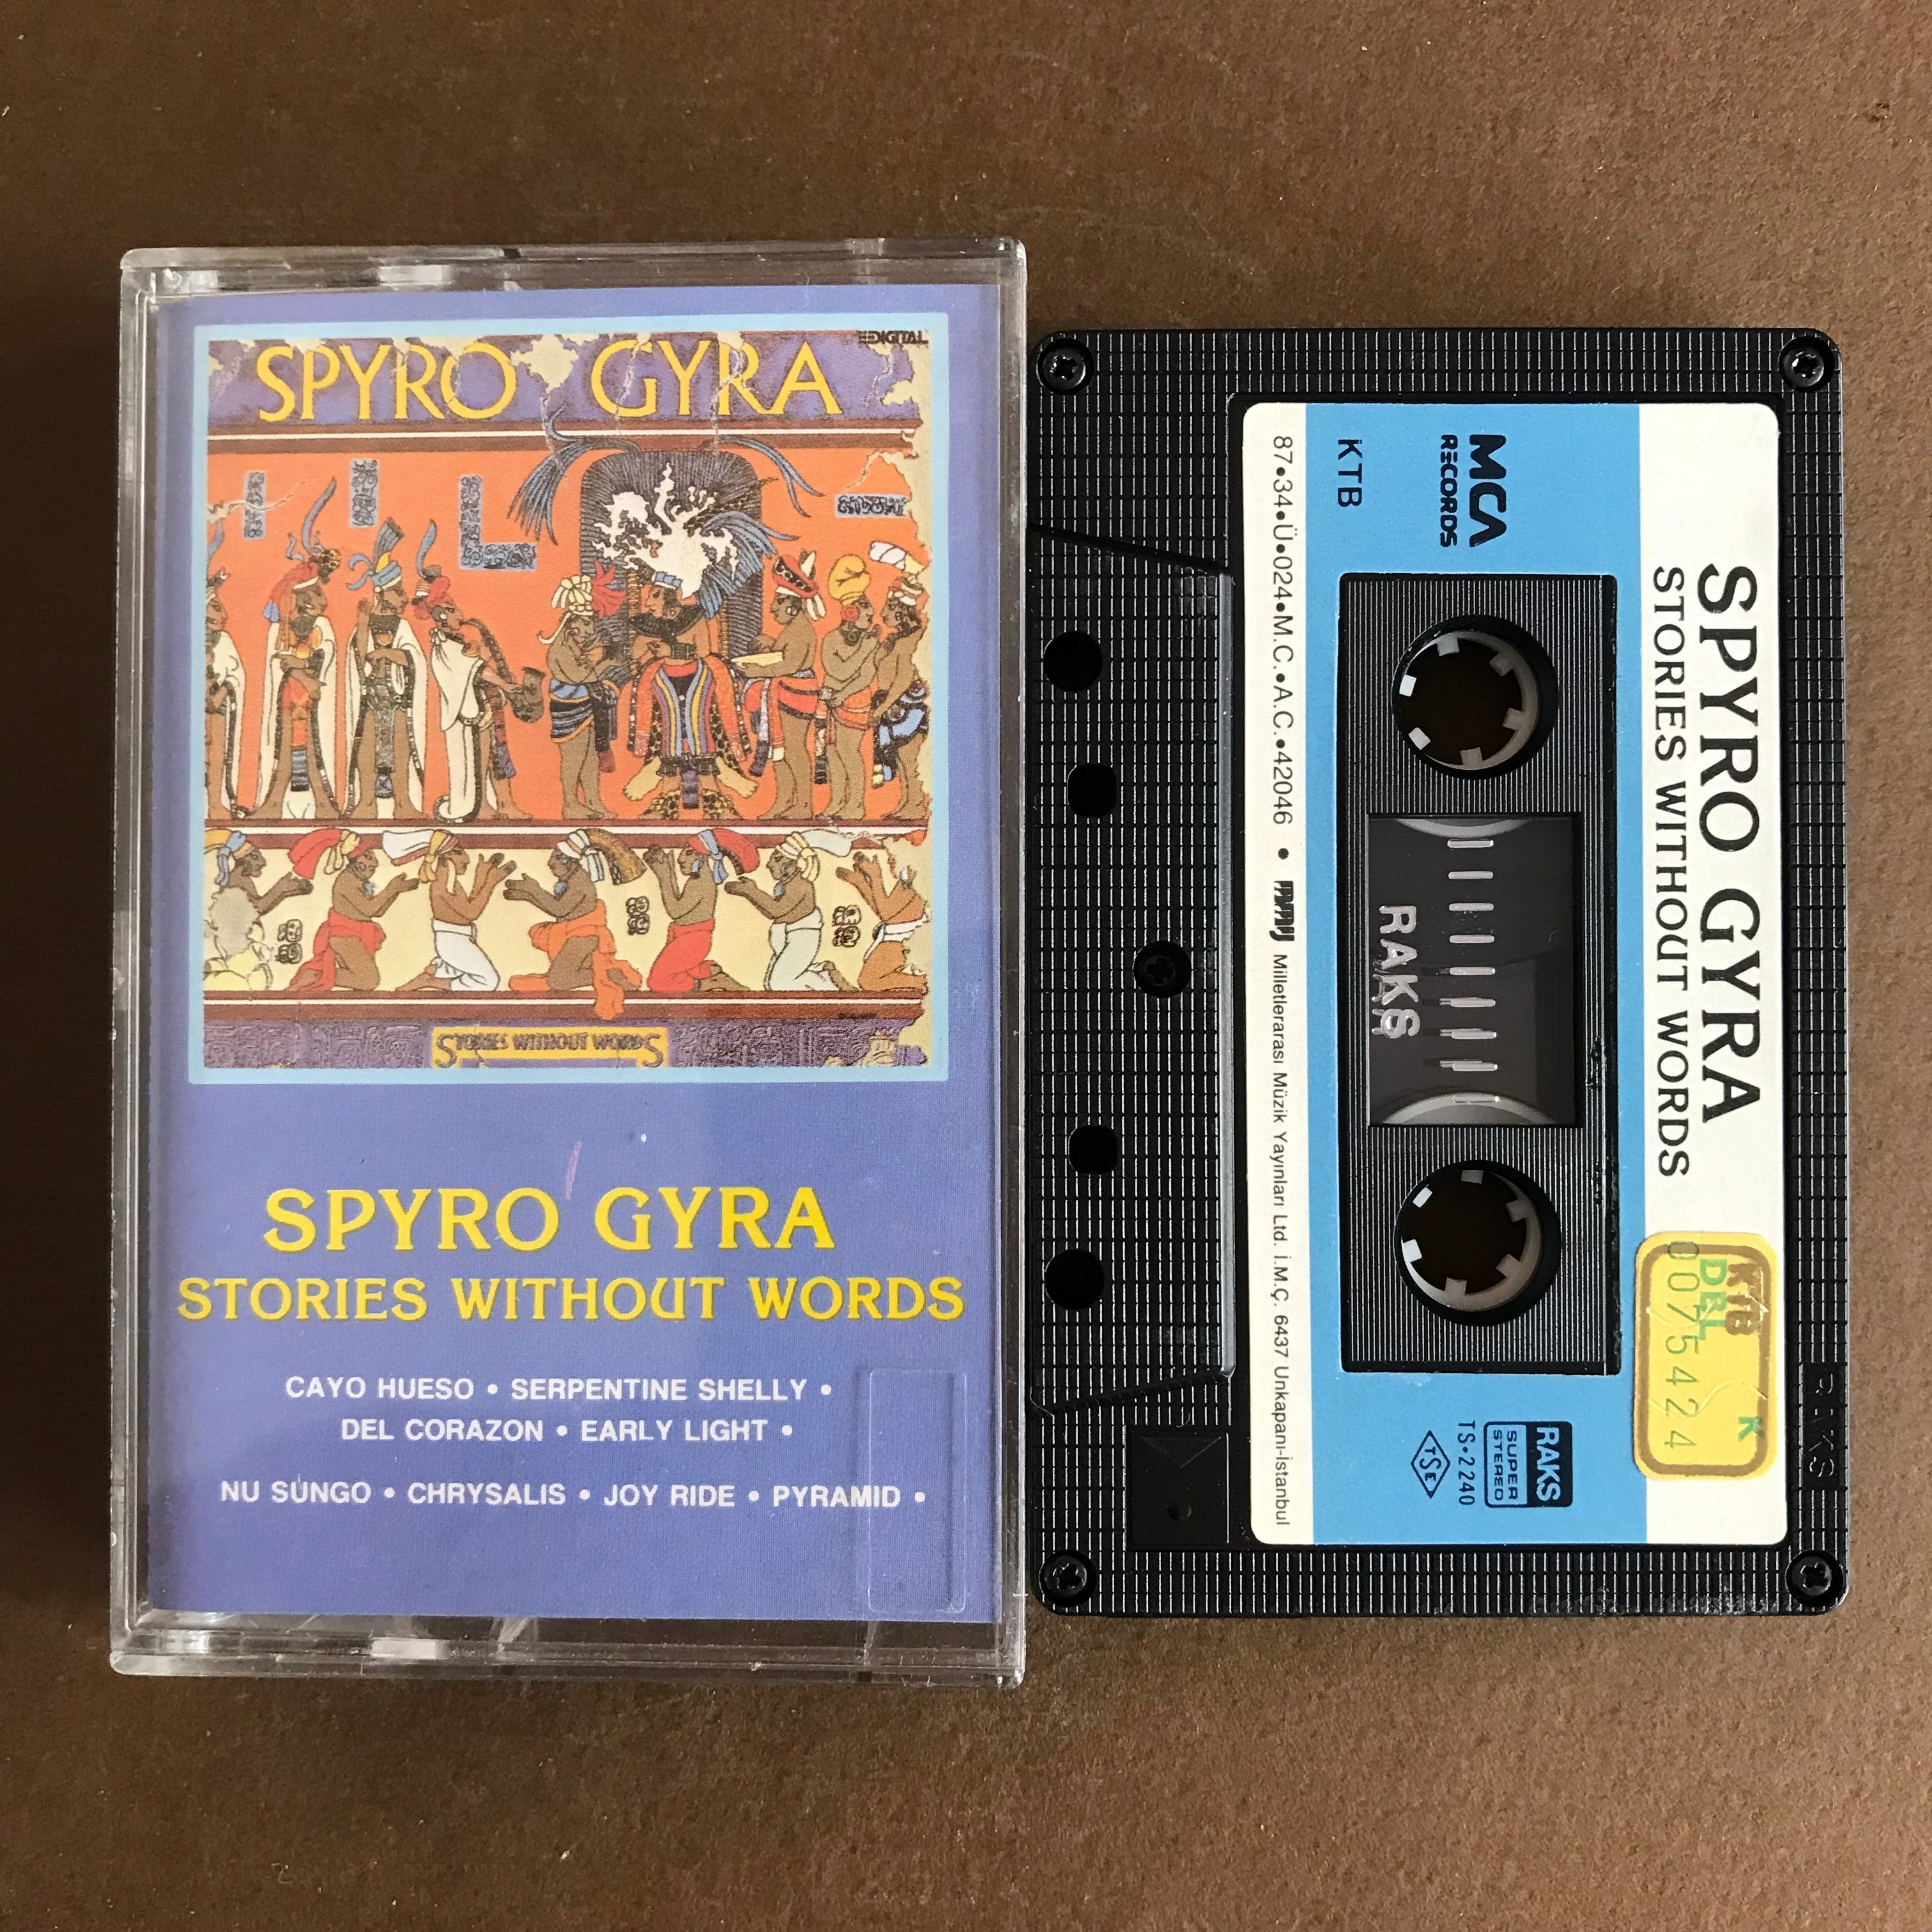 SPYRO GYRA
DIGITAL
STORIES WITHOUT WORDS
SPYRO GYRA
STORIES WITHOUT WORDS
CAYO HUESO • SERPENTINE SHELLY •
DEL CORAZON • EARLY LIGHT •
NU SUNGO • CHRYSALIS • JOY RIDE • PYRAMID •
SPYRO GYRA
STORIES WITHOUT WORDS
MCA
RECORDS
KTB
RAKS
RAKS
SUPER
STEREO
TS•2240
TSE
87•34•Ü•024•M.C.•A.C.•42046 • mmy Milletlerarası Müzik Yayınları Ltd. İ.M.Ç. 6437 Unkapanı-İstanbul
KTB
DEL
K
0075424
RAKS